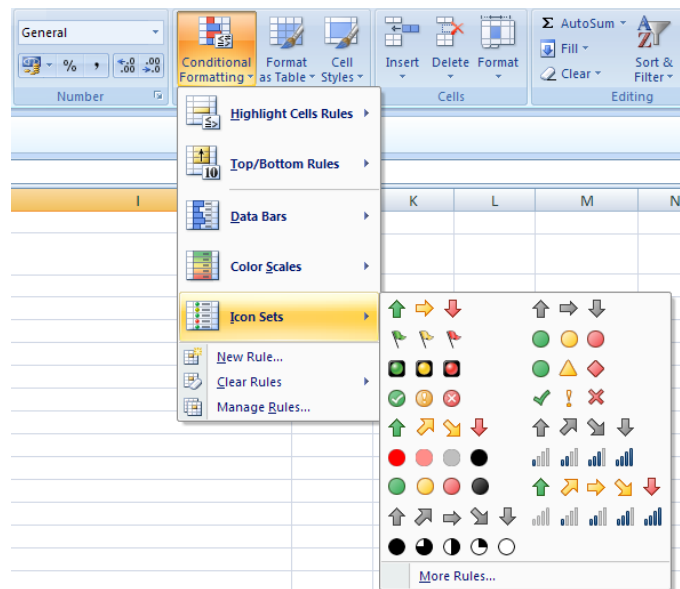 General
Σ AutoSum
Fill
Clear
Conditional Formatting
Format as Table
Cell Styles
Insert
Delete
Format
Sort & Filter
%
,
.0 .00
.00 .0
Number
Cells
Editing
Highlight Cells Rules
10
Top/Bottom Rules
I
K
L
M
N
Data Bars
Color Scales
Icon Sets
New Rule...
Clear Rules
Manage Rules...
More Rules...